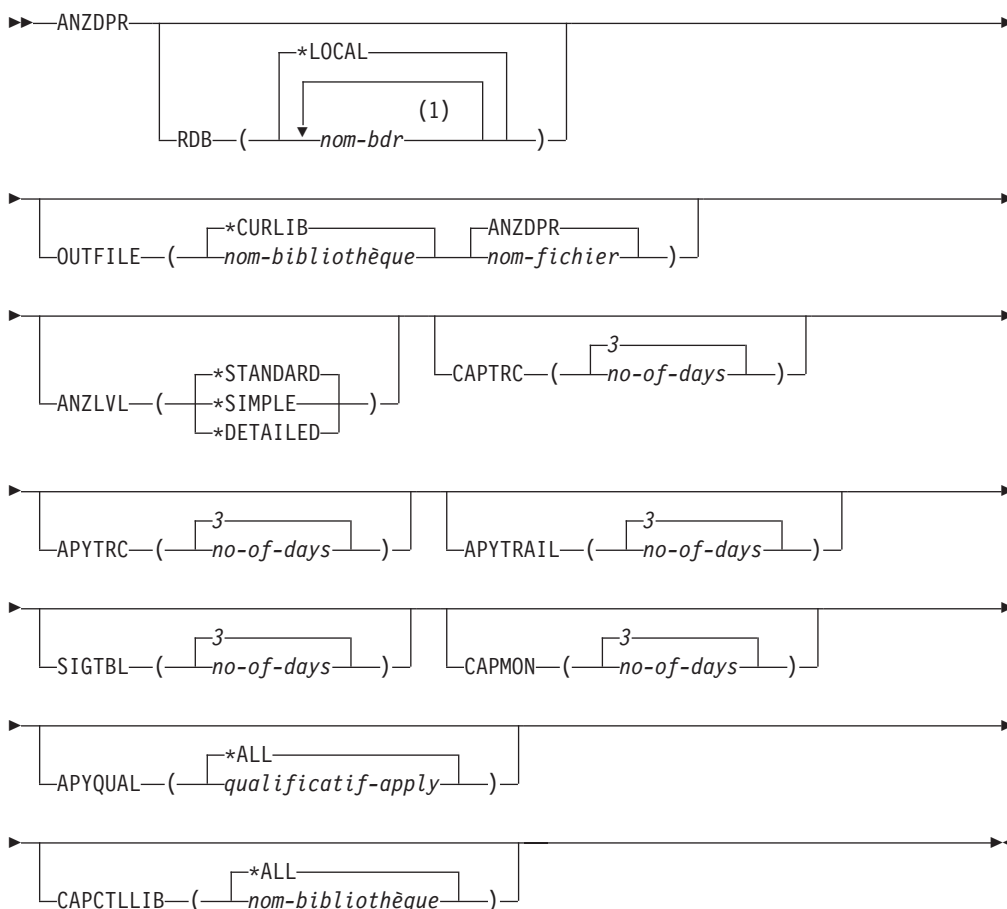 ANZDPR
*LOCAL
(1)
RDB ( nom-bdr )
*CURLIB ANZDPR
OUTFILE ( nom-bibliothèque nom-fichier )
*STANDARD 3
ANZLVL ( *SIMPLE ) CAPTRC ( no-of-days )
*DETAILED
3 3
APYTRC ( no-of-days ) APYTRAIL ( no-of-days )
3 3
SIGTBL ( no-of-days ) CAPMON ( no-of-days )
*ALL
APYQUAL ( qualificatif-apply )
*ALL
CAPCTLLIB ( nom-bibliothèque )